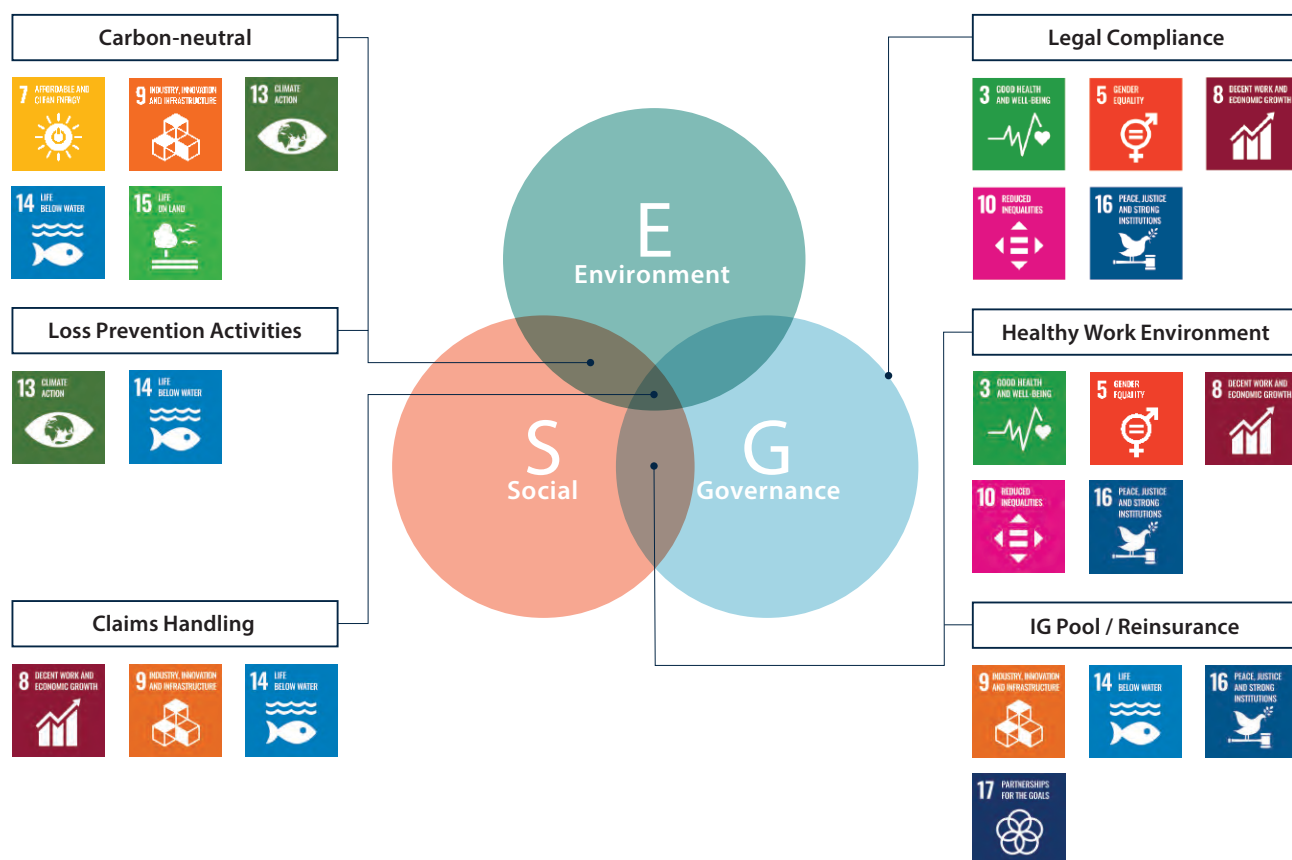 Carbon-neutral
7 AFFORDABLE AND
CLEAN ENERGY
9 INDUSTRY, INNOVATION
AND INFRASTRUCTURE
13 CLIMATE
ACTION
14 LIFE
BELOW WATER
15 LIFE
ON LAND
Loss Prevention Activities
13 CLIMATE
ACTION
14 LIFE
BELOW WATER
Claims Handling
8 DECENT WORK AND
ECONOMIC GROWTH
9 INDUSTRY, INNOVATION
AND INFRASTRUCTURE
14 LIFE
BELOW WATER
E
Environment
S
Social
G
Governance
Legal Compliance
3 GOOD HEALTH
AND WELL-BEING
5 GENDER
EQUALITY
8 DECENT WORK AND
ECONOMIC GROWTH
10 REDUCED
INEQUALITIES
16 PEACE, JUSTICE
AND STRONG
INSTITUTIONS
Healthy Work Environment
3 GOOD HEALTH
AND WELL-BEING
5 GENDER
EQUALITY
8 DECENT WORK AND
ECONOMIC GROWTH
10 REDUCED
INEQUALITIES
16 PEACE, JUSTICE
AND STRONG
INSTITUTIONS
IG Pool / Reinsurance
9 INDUSTRY, INNOVATION
AND INFRASTRUCTURE
14 LIFE
BELOW WATER
16 PEACE, JUSTICE
AND STRONG
INSTITUTIONS
17 PARTNERSHIPS
FOR THE GOALS